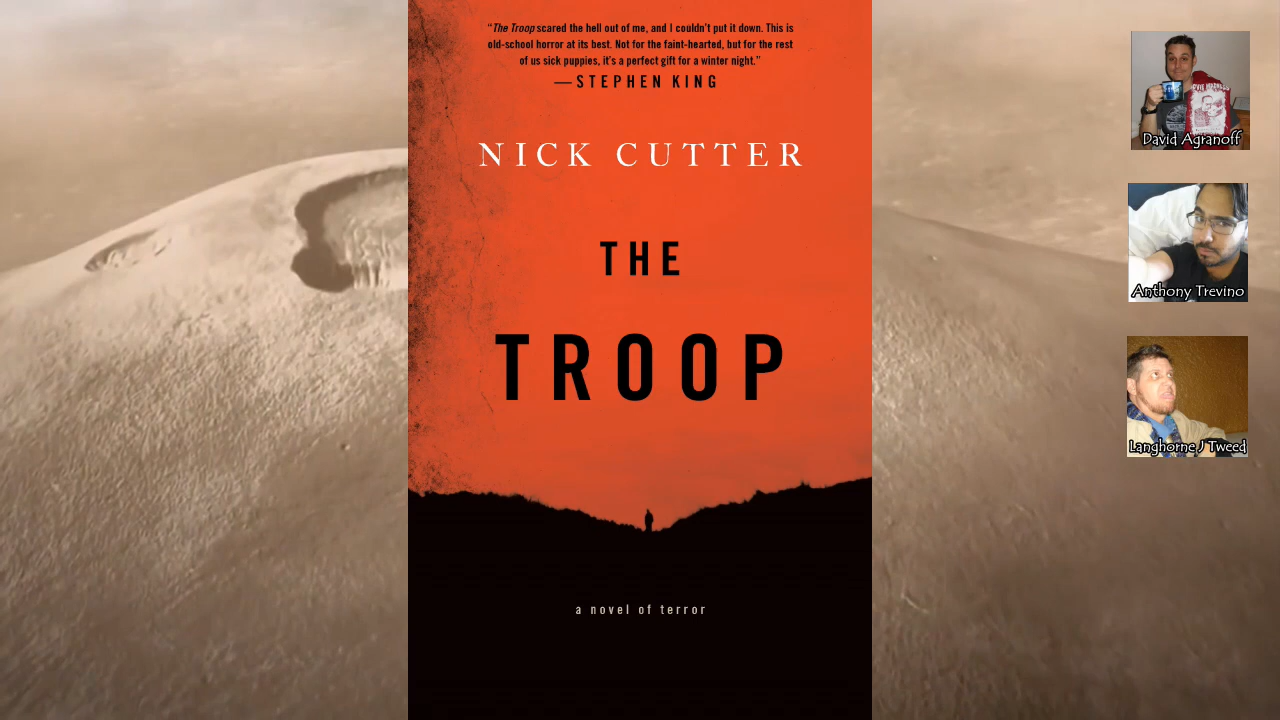 “The Troop scared the hell out of me, and I couldn’t put it down. This is
old-school horror at its best. Not for the faint-hearted, but for the rest
of us sick puppies, it’s a perfect gift for a winter night.”
—STEPHEN KING
NICK CUTTER
THE
TROOP
a novel of terror
David Agranoff
Anthony Trevino
Langhorne J Tweed